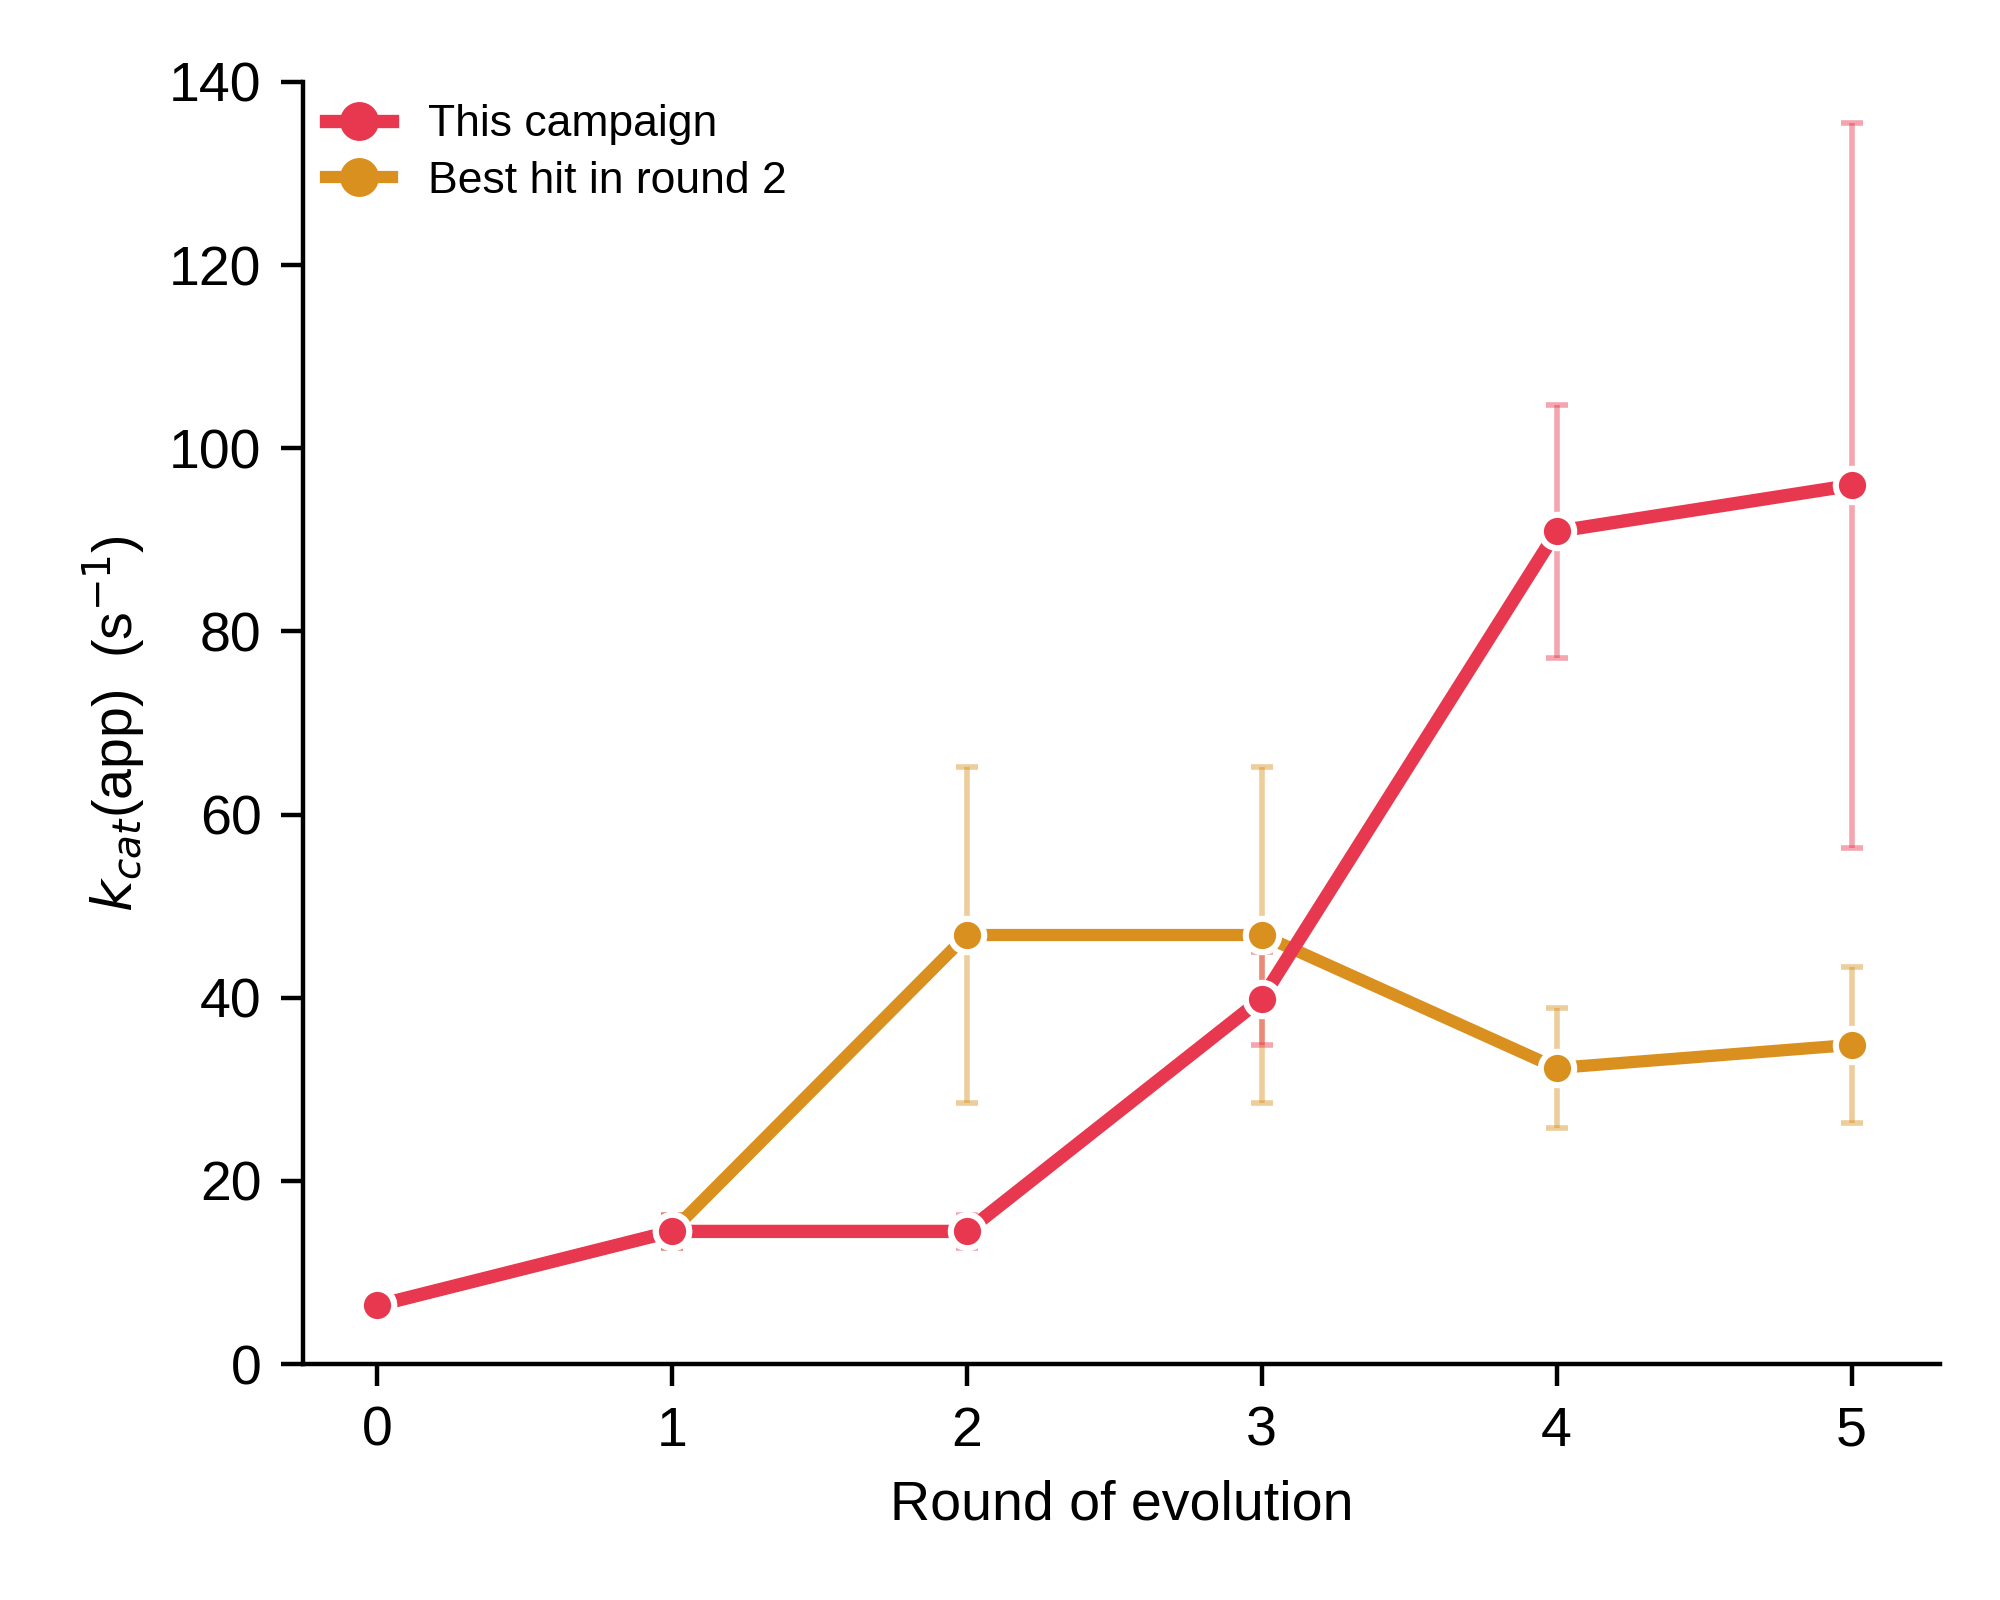 140
This campaign
Best hit in round 2
120
100
80
60
40
20
0
k_cat(app) (s⁻¹)
0 1 2 3 4 5
Round of evolution